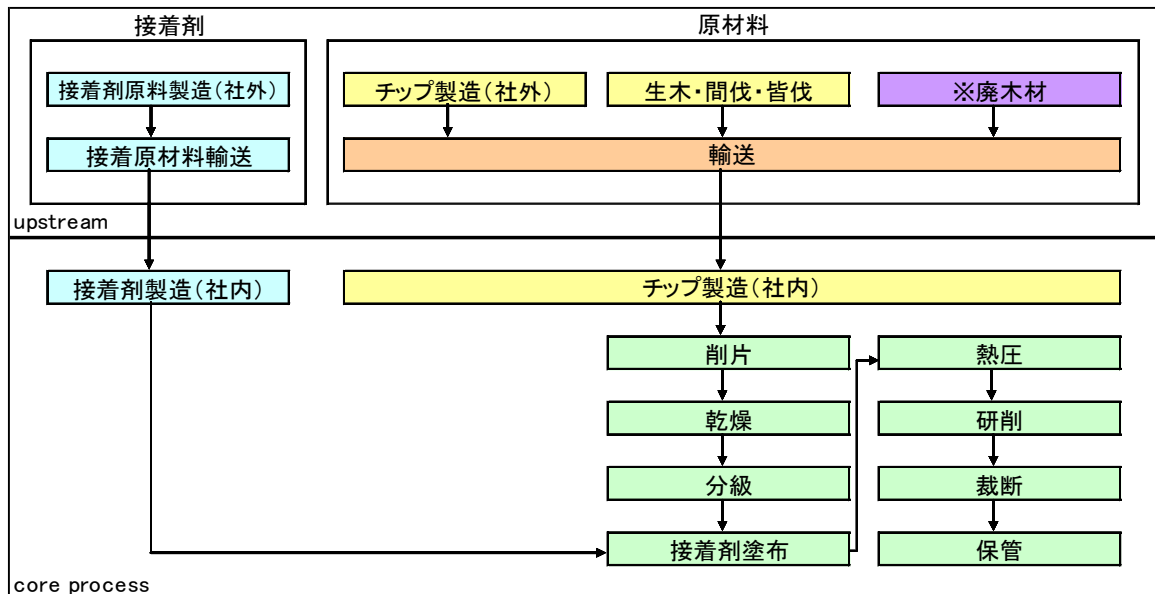 接着剤
原材料
接着剤原料製造(社外)
チップ製造(社外)
生木・間伐・皆伐
※廃木材
接着原材料輸送
輸送
upstream
接着剤製造(社内)
チップ製造(社内)
削片
熱圧
乾燥
研削
分級
裁断
接着剤塗布
保管
core process